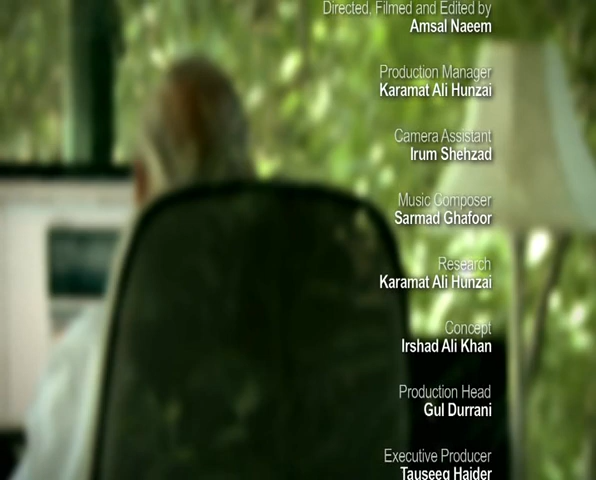 Directed, Filmed and Edited by
Amsal Naeem
Production Manager
Karamat Ali Hunzai
Camera Assistant
Irum Shehzad
Music Composer
Sarmad Ghafoor
Research
Karamat Ali Hunzai
Concept
Irshad Ali Khan
Production Head
Gul Durrani
Executive Producer
Tauseeq Haider